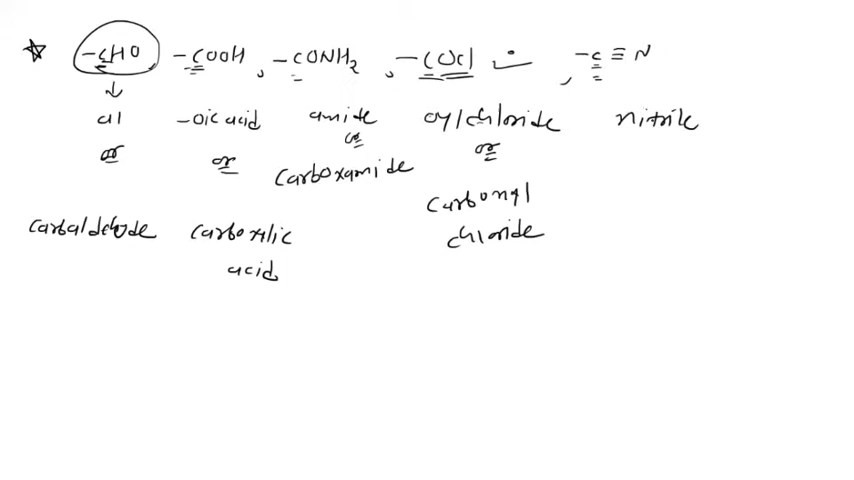 ☆ -CHO -COOH, -CONH₂, -COCl, -C≡N
↓
al -oic acid amide oylchloride nitrile
or or or or
carboxamide
carbonyl
carbaldehyde carboxylic chloride
acid